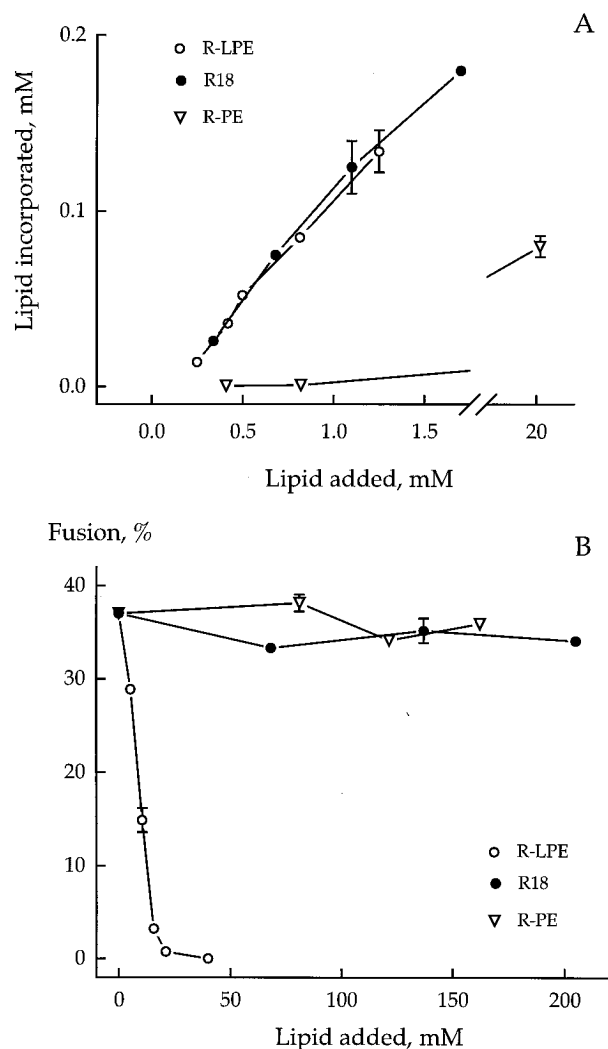 A
0.2
R-LPE
R18
R-PE
0.1
0.0
Lipid incorporated, mM
0.0 0.5 1.0 1.5 20
Lipid added, mM
Fusion, %
B
40
30
20
10
0
R-LPE
R18
R-PE
0 50 100 150 200
Lipid added, mM